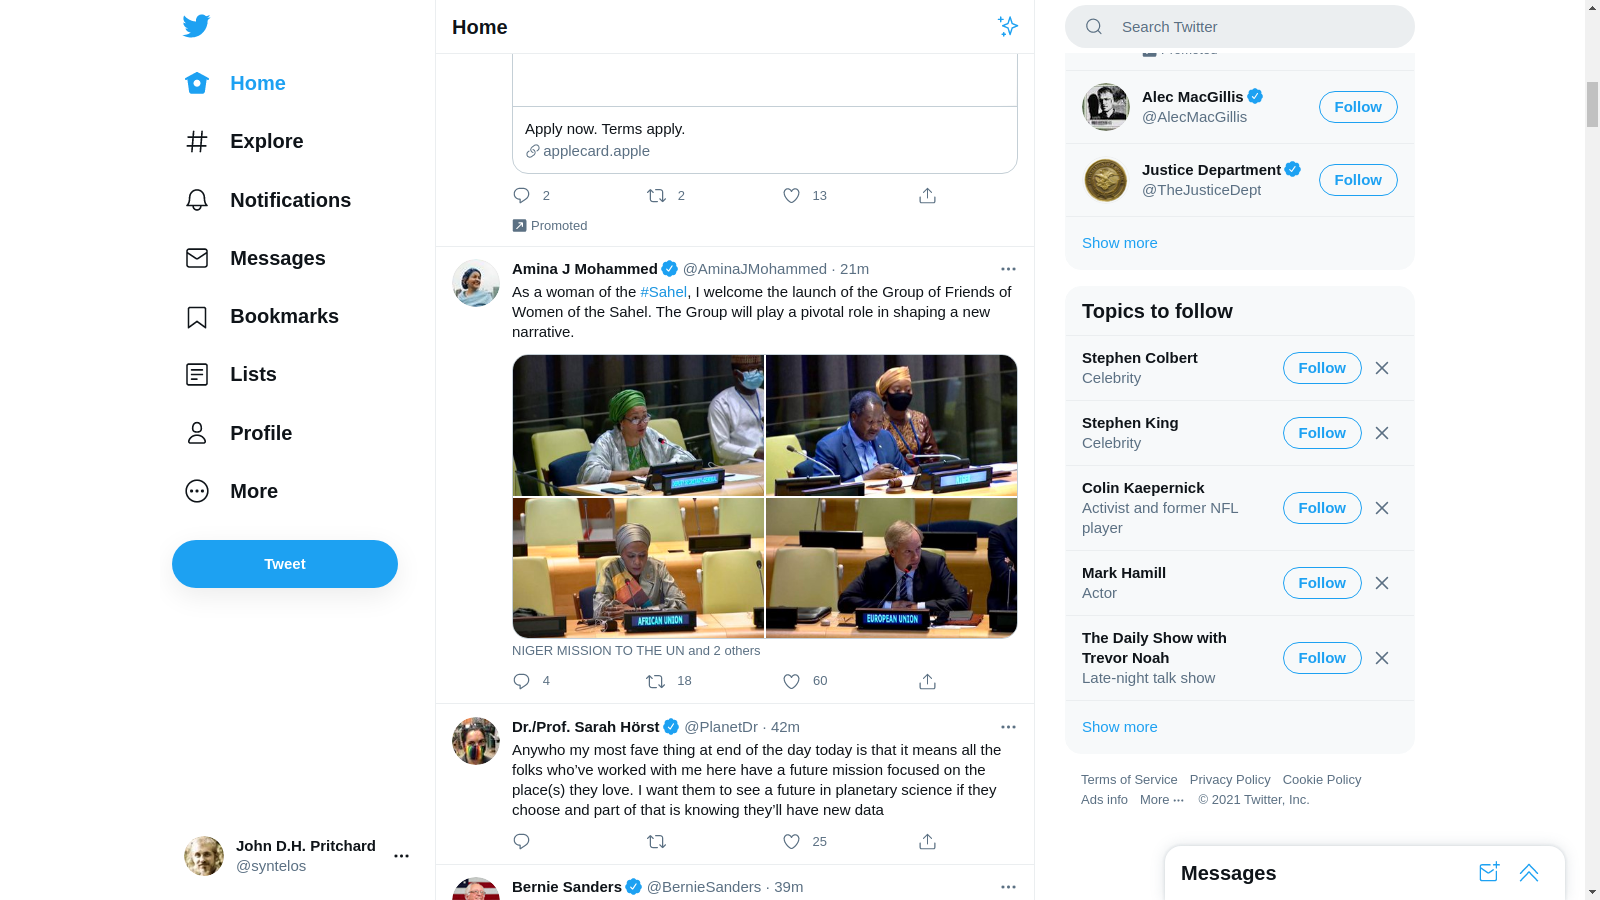 Home
Explore
Notifications
Messages
Bookmarks
Lists
Profile
More
Tweet
John D.H. Pritchard
@syntelos
Home
Apply now. Terms apply.
applecard.apple
2 2 13
Promoted
Amina J Mohammed @AminaJMohammed · 21m
As a woman of the #Sahel, I welcome the launch of the Group of Friends of
Women of the Sahel. The Group will play a pivotal role in shaping a new
narrative.
NIGER
AFRICAN UNION
EUROPEAN UNION
NIGER MISSION TO THE UN and 2 others
4 18 60
Dr./Prof. Sarah Hörst @PlanetDr · 42m
Anywho my most fave thing at end of the day today is that it means all the
folks who’ve worked with me here have a future mission focused on the
place(s) they love. I want them to see a future in planetary science if they
choose and part of that is knowing they’ll have new data
25
Bernie Sanders @BernieSanders · 39m
Search Twitter
Promoted
Alec MacGillis
@AlecMacGillis
Follow
Justice Department
@TheJusticeDept
Follow
Show more
Topics to follow
Stephen Colbert
Celebrity
Follow
Stephen King
Celebrity
Follow
Colin Kaepernick
Activist and former NFL
player
Follow
Mark Hamill
Actor
Follow
The Daily Show with
Trevor Noah
Late-night talk show
Follow
Show more
Terms of Service Privacy Policy Cookie Policy
Ads info More ··· © 2021 Twitter, Inc.
Messages